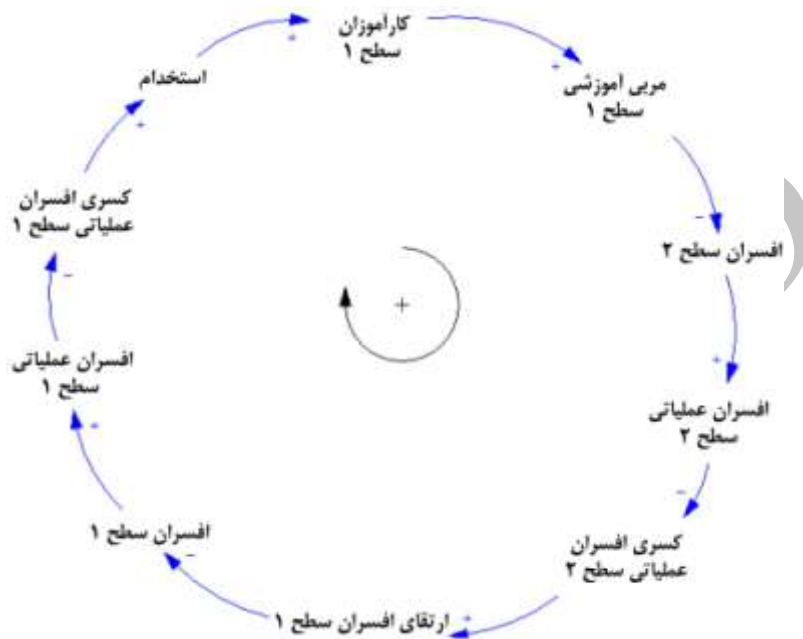 کارآموزان
سطح ۱
+
مربی آموزشی
سطح ۱
+
افسران سطح ۲
−
افسران عملیاتی
سطح ۲
+
کسری افسران
عملیاتی سطح ۲
−
ارتقای افسران سطح ۱
+
افسران سطح ۱
−
افسران عملیاتی
سطح ۱
+
کسری افسران
عملیاتی سطح ۱
−
استخدام
+
+